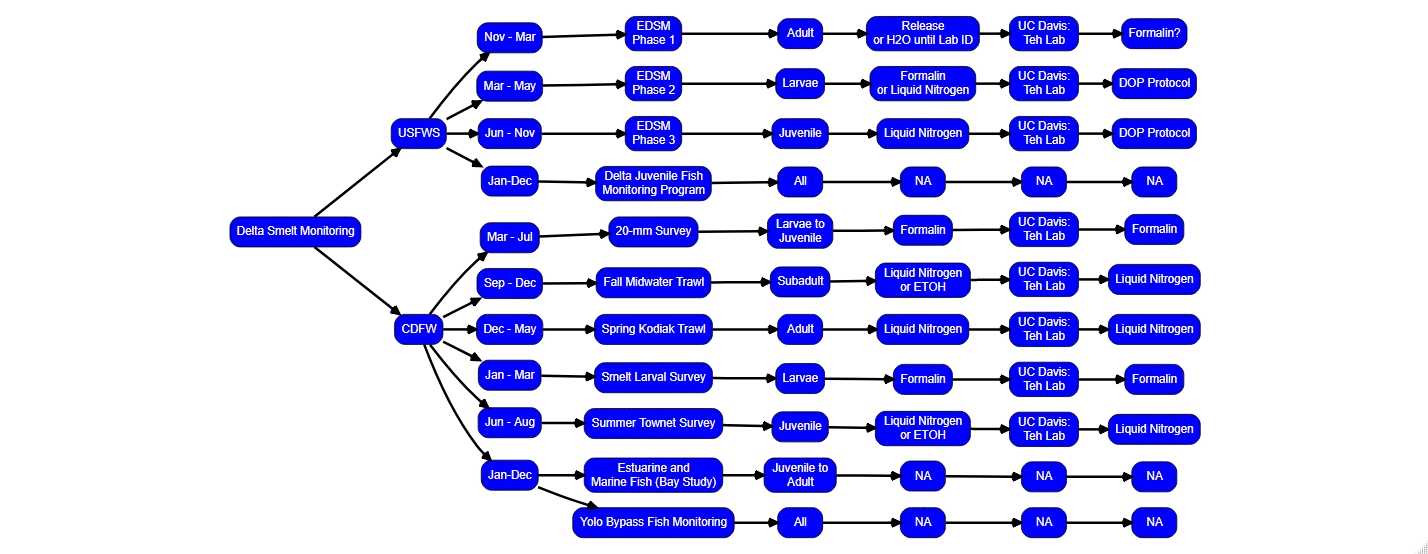 Delta Smelt Monitoring
USFWS
Nov - Mar
EDSM
Phase 1
Adult
Release
or H2O until Lab ID
UC Davis:
Teh Lab
Formalin?
Mar - May
EDSM
Phase 2
Larvae
Formalin
or Liquid Nitrogen
UC Davis:
Teh Lab
DOP Protocol
Jun - Nov
EDSM
Phase 3
Juvenile
Liquid Nitrogen
UC Davis:
Teh Lab
DOP Protocol
Jan-Dec
Delta Juvenile Fish
Monitoring Program
All
NA
NA
NA
CDFW
Mar - Jul
20-mm Survey
Larvae to
Juvenile
Formalin
UC Davis:
Teh Lab
Formalin
Sep - Dec
Fall Midwater Trawl
Subadult
Liquid Nitrogen
or ETOH
UC Davis:
Teh Lab
Liquid Nitrogen
Dec - May
Spring Kodiak Trawl
Adult
Liquid Nitrogen
UC Davis:
Teh Lab
Liquid Nitrogen
Jan - Mar
Smelt Larval Survey
Larvae
Formalin
UC Davis:
Teh Lab
Formalin
Jun - Aug
Summer Townet Survey
Juvenile
Liquid Nitrogen
or ETOH
UC Davis:
Teh Lab
Liquid Nitrogen
Jan-Dec
Estuarine and
Marine Fish (Bay Study)
Juvenile to
Adult
NA
NA
NA
Yolo Bypass Fish Monitoring
All
NA
NA
NA